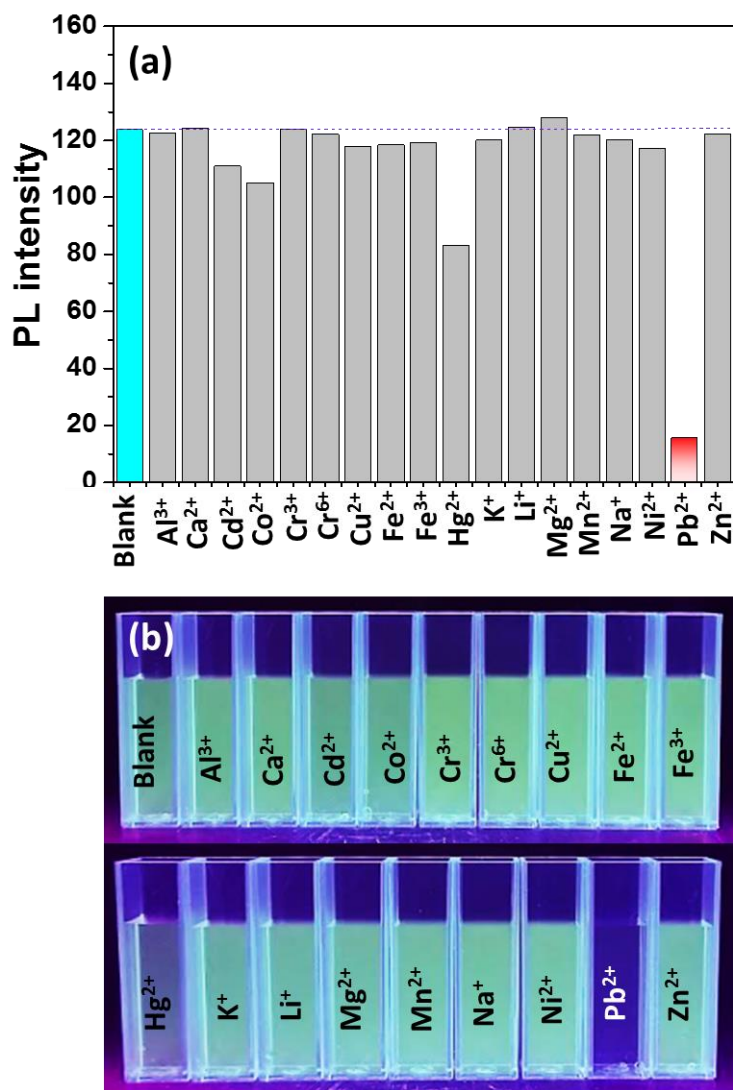 (a)
PL intensity
160
140
120
100
80
60
40
20
0
Blank
Al³⁺
Ca²⁺
Cd²⁺
Co²⁺
Cr³⁺
Cr⁶⁺
Cu²⁺
Fe²⁺
Fe³⁺
Hg²⁺
K⁺
Li⁺
Mg²⁺
Mn²⁺
Na⁺
Ni²⁺
Pb²⁺
Zn²⁺
(b)
Blank
Al³⁺
Ca²⁺
Cd²⁺
Co²⁺
Cr³⁺
Cr⁶⁺
Cu²⁺
Fe²⁺
Fe³⁺
Hg²⁺
K⁺
Li⁺
Mg²⁺
Mn²⁺
Na⁺
Ni²⁺
Pb²⁺
Zn²⁺